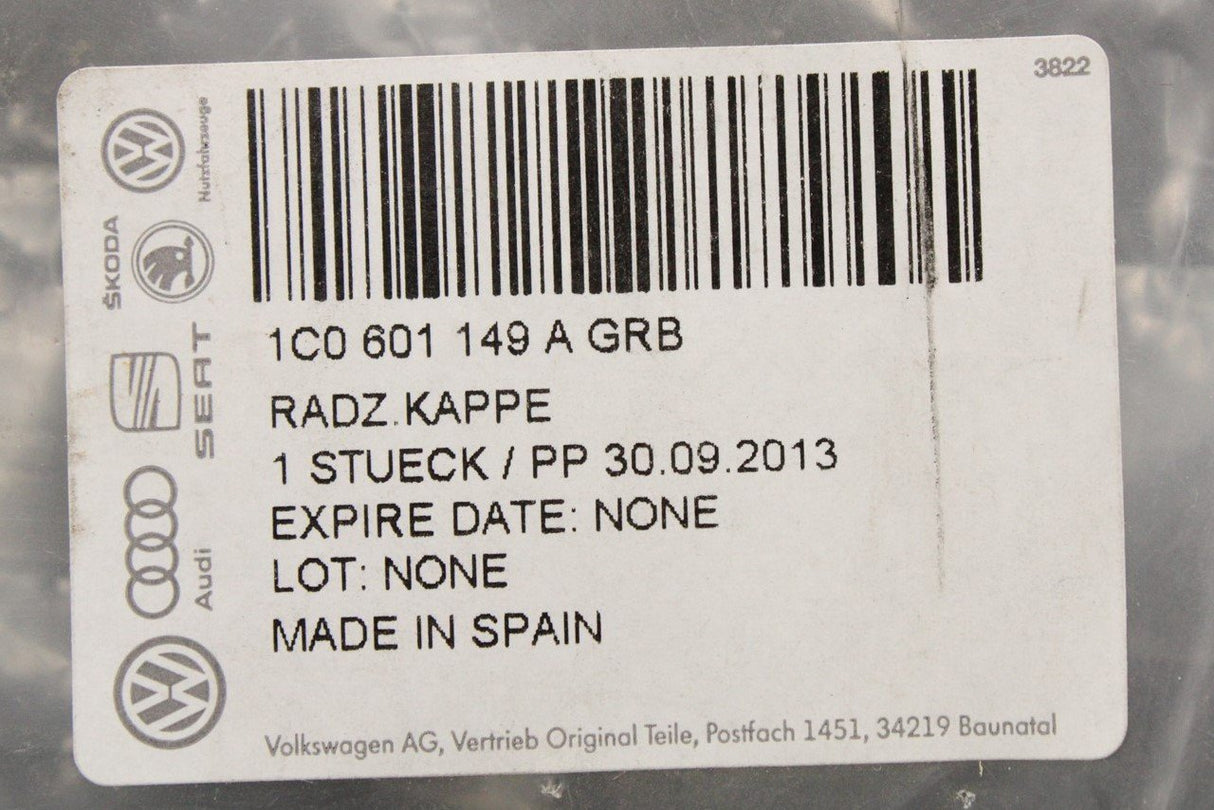 3822
Nutzfahrzeuge
ŠKODA
SEAT
Audi
1C0 601 149 A GRB
RADZ.KAPPE
1 STUECK / PP 30.09.2013
EXPIRE DATE: NONE
LOT: NONE
MADE IN SPAIN
Volkswagen AG, Vertrieb Original Teile, Postfach 1451, 34219 Baunatal